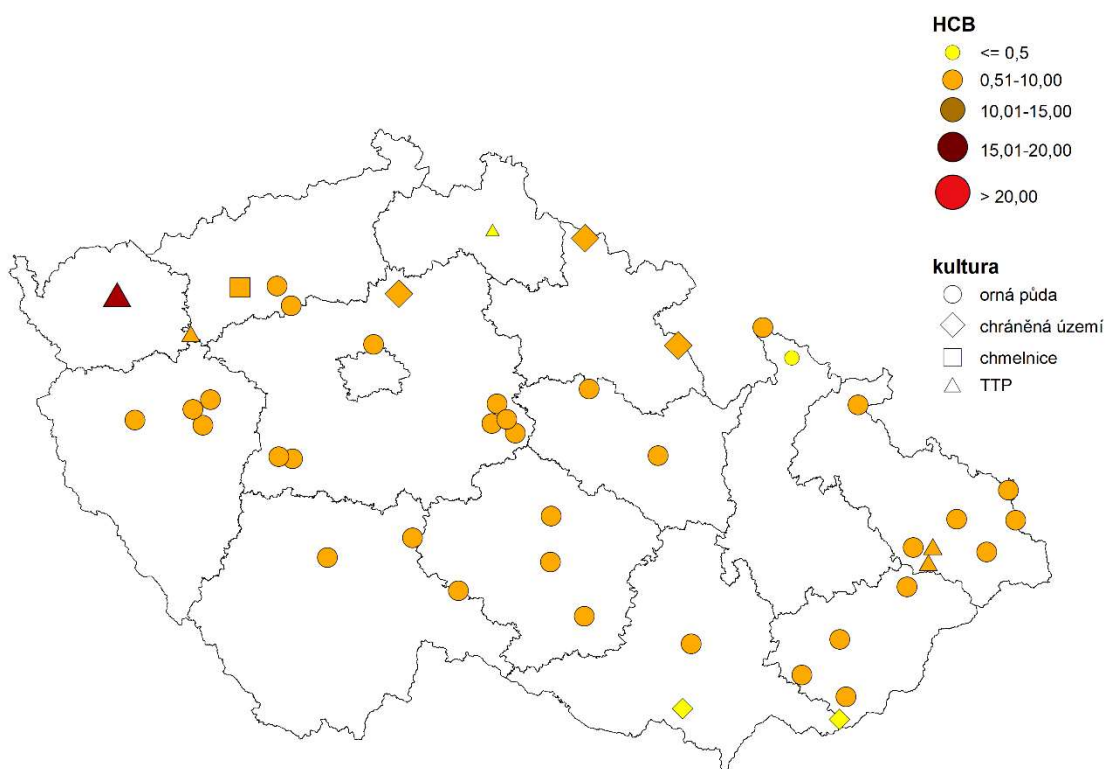 HCB
<= 0,5
0,51-10,00
10,01-15,00
15,01-20,00
> 20,00
kultura
orná půda
chráněná území
chmelnice
TTP